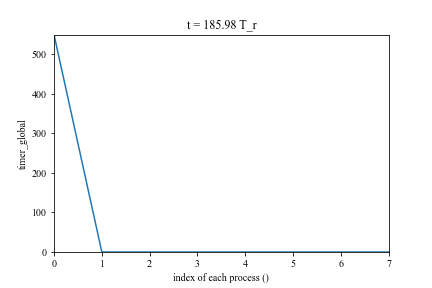 t = 185.98 T_r
500
400
300
200
100
0
timer_global
0 1 2 3 4 5 6 7
index of each process ()